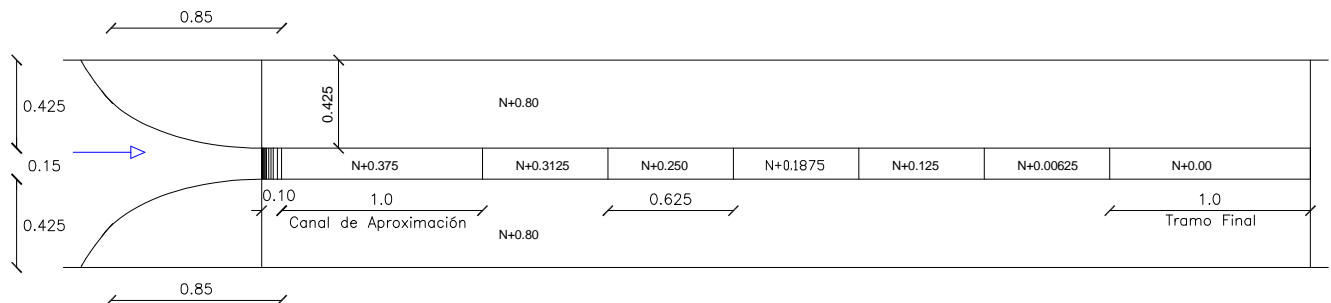 0.85
0.425
0.425
N+0.80
0.15
N+0.375
N+0.3125
N+0.250
N+0.1875
N+0.125
N+0.00625
N+0.00
0.10
1.0
0.625
1.0
Canal de Aproximación
Tramo Final
0.425
N+0.80
0.85